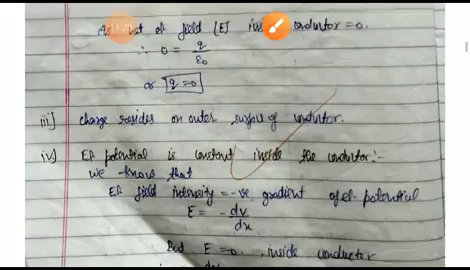 As net el field [E] inside conductor = 0.
∴ 0 = q/ε0
or q = 0
iii] charge resides on outer surface of conductor.
iv) El potential is constant inside the conductor:-
we know that
El field intensity = -ve gradient of el. potential
E = - dv/dx
But E = 0, inside conductor